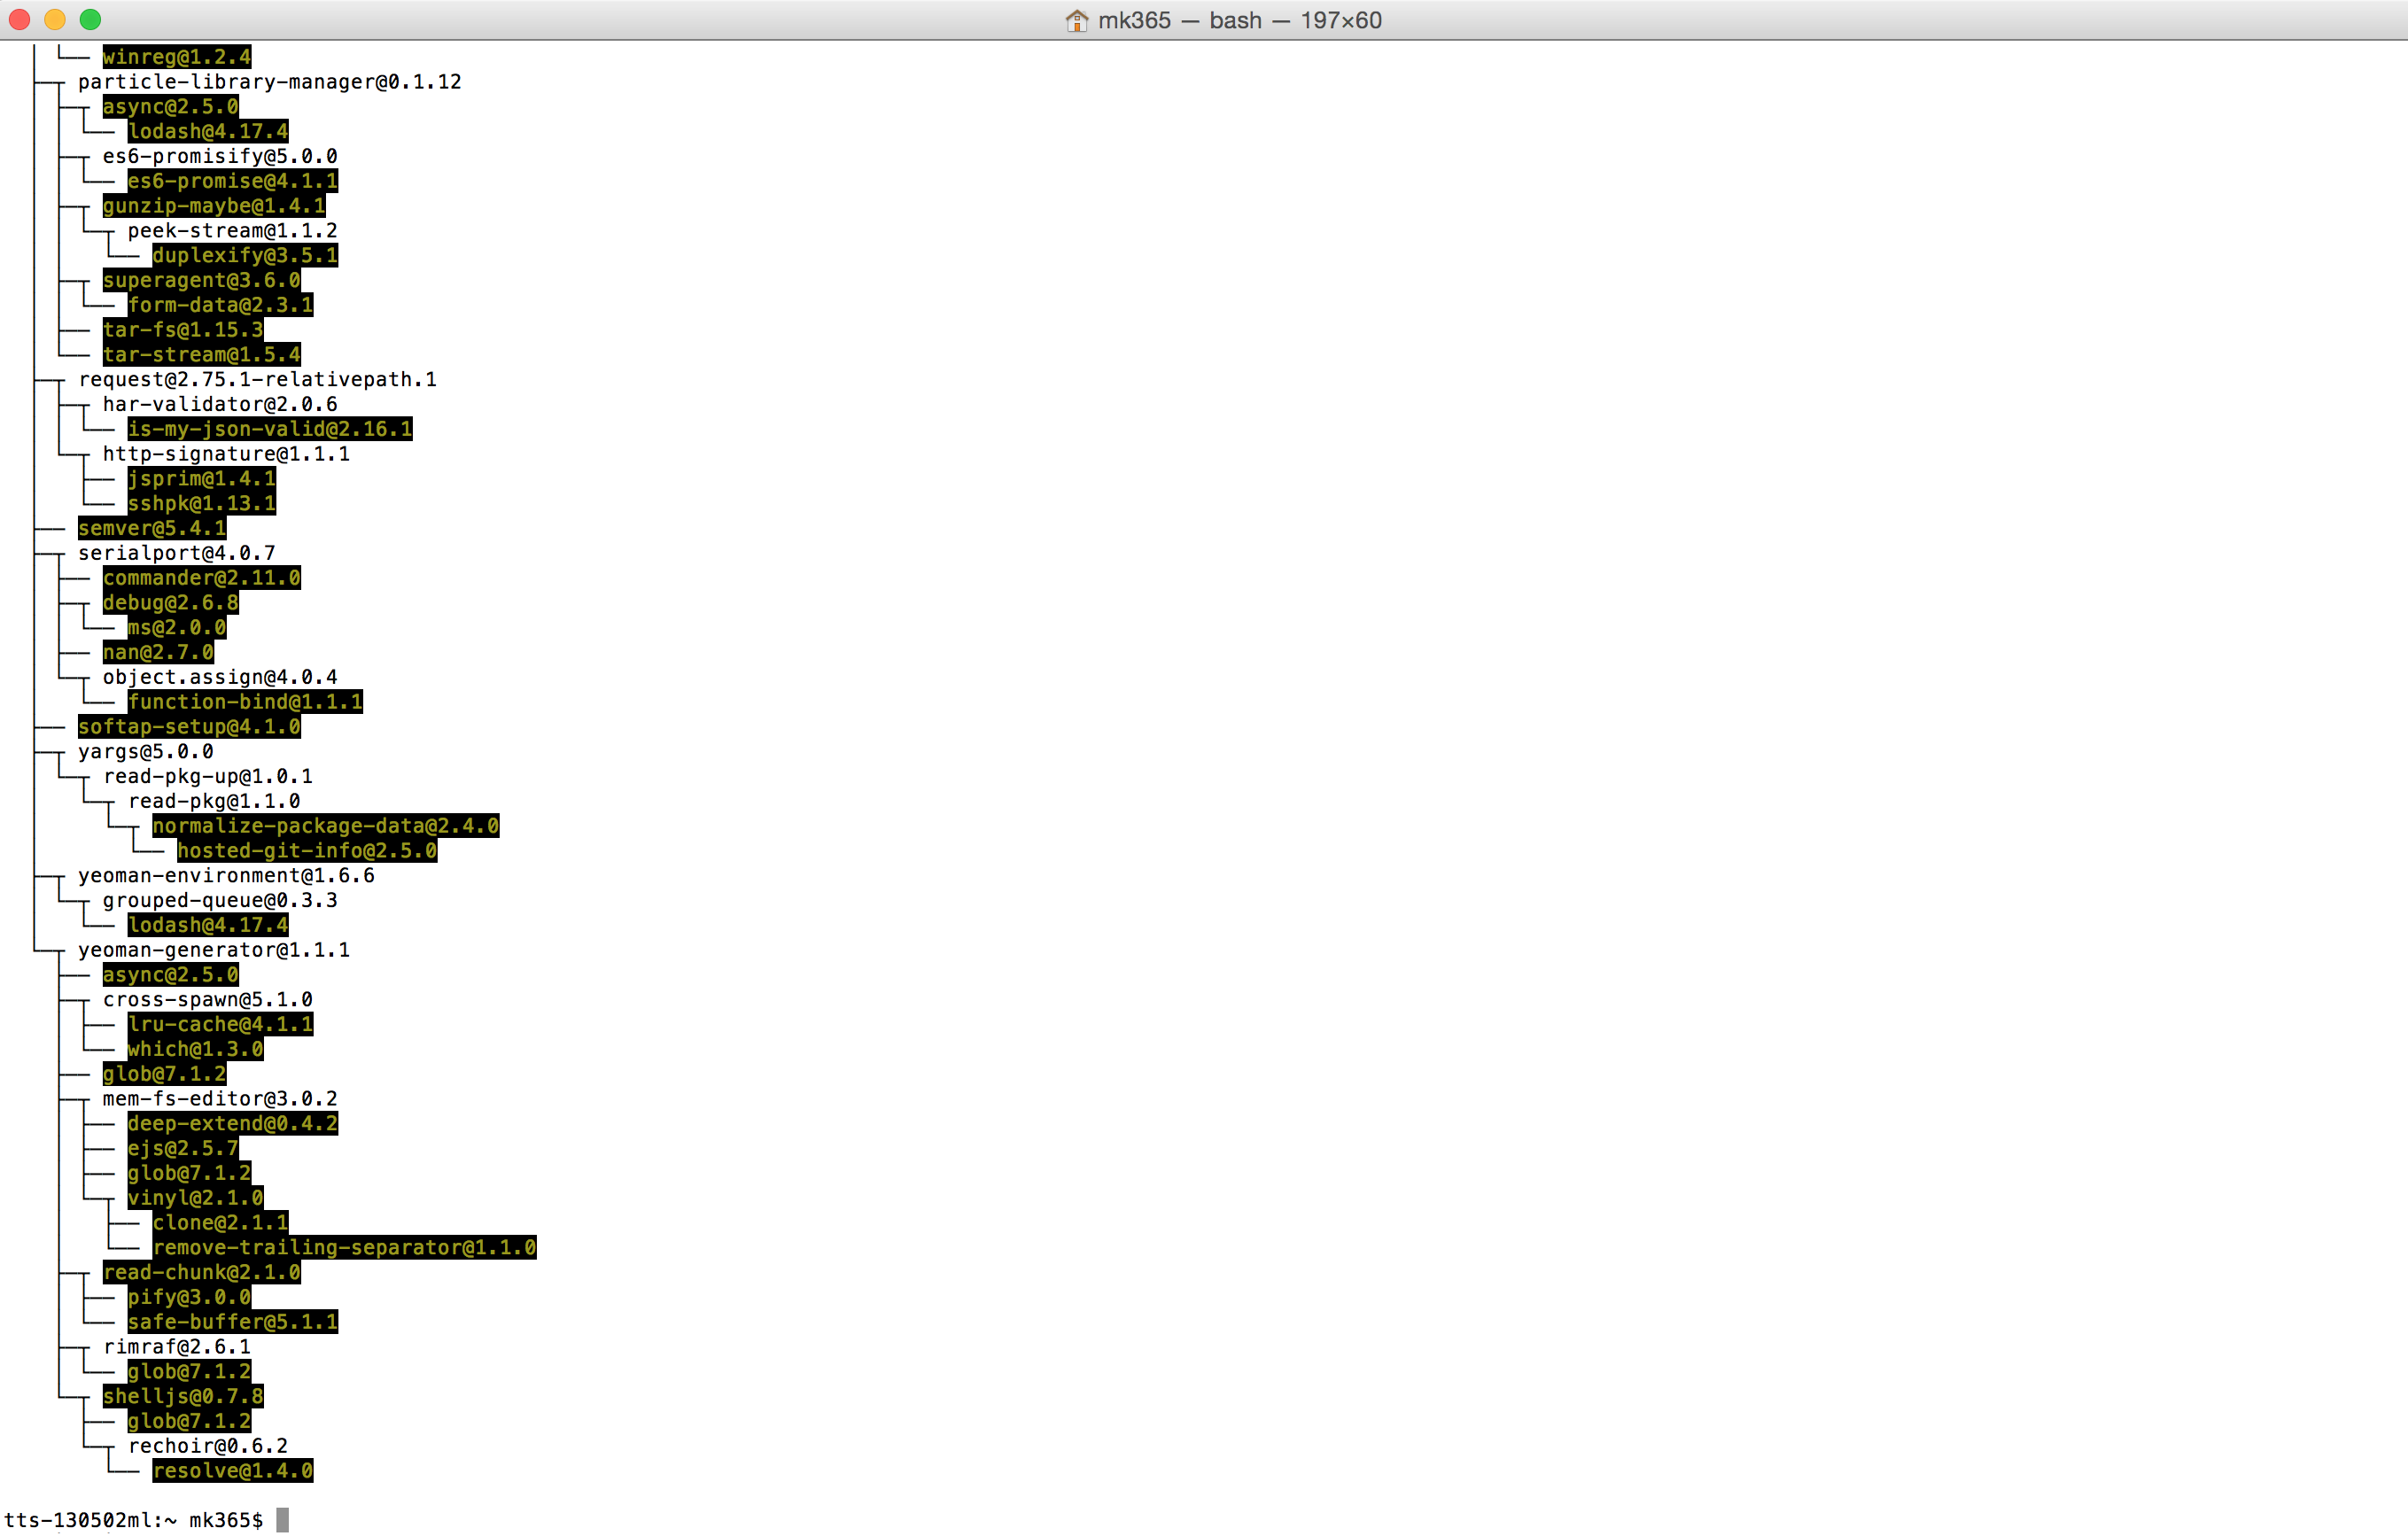 mk365 — bash — 197×60
│ └── winreg@1.2.4
├─┬ particle-library-manager@0.1.12
│ ├─┬ async@2.5.0
│ │ └── lodash@4.17.4
│ ├─┬ es6-promisify@5.0.0
│ │ └── es6-promise@4.1.1
│ ├─┬ gunzip-maybe@1.4.1
│ │ └─┬ peek-stream@1.1.2
│ │   └── duplexify@3.5.1
│ ├─┬ superagent@3.6.0
│ │ └── form-data@2.3.1
│ ├── tar-fs@1.15.3
│ └── tar-stream@1.5.4
├─┬ request@2.75.1-relativepath.1
│ ├─┬ har-validator@2.0.6
│ │ └── is-my-json-valid@2.16.1
│ └─┬ http-signature@1.1.1
│   ├── jsprim@1.4.1
│   └── sshpk@1.13.1
├── semver@5.4.1
├─┬ serialport@4.0.7
│ ├── commander@2.11.0
│ ├─┬ debug@2.6.8
│ │ └── ms@2.0.0
│ ├── nan@2.7.0
│ └─┬ object.assign@4.0.4
│   └── function-bind@1.1.1
├── softap-setup@4.1.0
├─┬ yargs@5.0.0
│ └─┬ read-pkg-up@1.0.1
│   └─┬ read-pkg@1.1.0
│     └─┬ normalize-package-data@2.4.0
│       └── hosted-git-info@2.5.0
├─┬ yeoman-environment@1.6.6
│ └─┬ grouped-queue@0.3.3
│   └── lodash@4.17.4
└─┬ yeoman-generator@1.1.1
  ├── async@2.5.0
  ├─┬ cross-spawn@5.1.0
  │ ├── lru-cache@4.1.1
  │ └── which@1.3.0
  ├── glob@7.1.2
  ├─┬ mem-fs-editor@3.0.2
  │ ├── deep-extend@0.4.2
  │ ├── ejs@2.5.7
  │ ├── glob@7.1.2
  │ └─┬ vinyl@2.1.0
  │   ├── clone@2.1.1
  │   └── remove-trailing-separator@1.1.0
  ├─┬ read-chunk@2.1.0
  │ ├── pify@3.0.0
  │ └── safe-buffer@5.1.1
  ├─┬ rimraf@2.6.1
  │ └── glob@7.1.2
  └─┬ shelljs@0.7.8
    ├── glob@7.1.2
    └─┬ rechoir@0.6.2
      └── resolve@1.4.0
tts-130502ml:~ mk365$